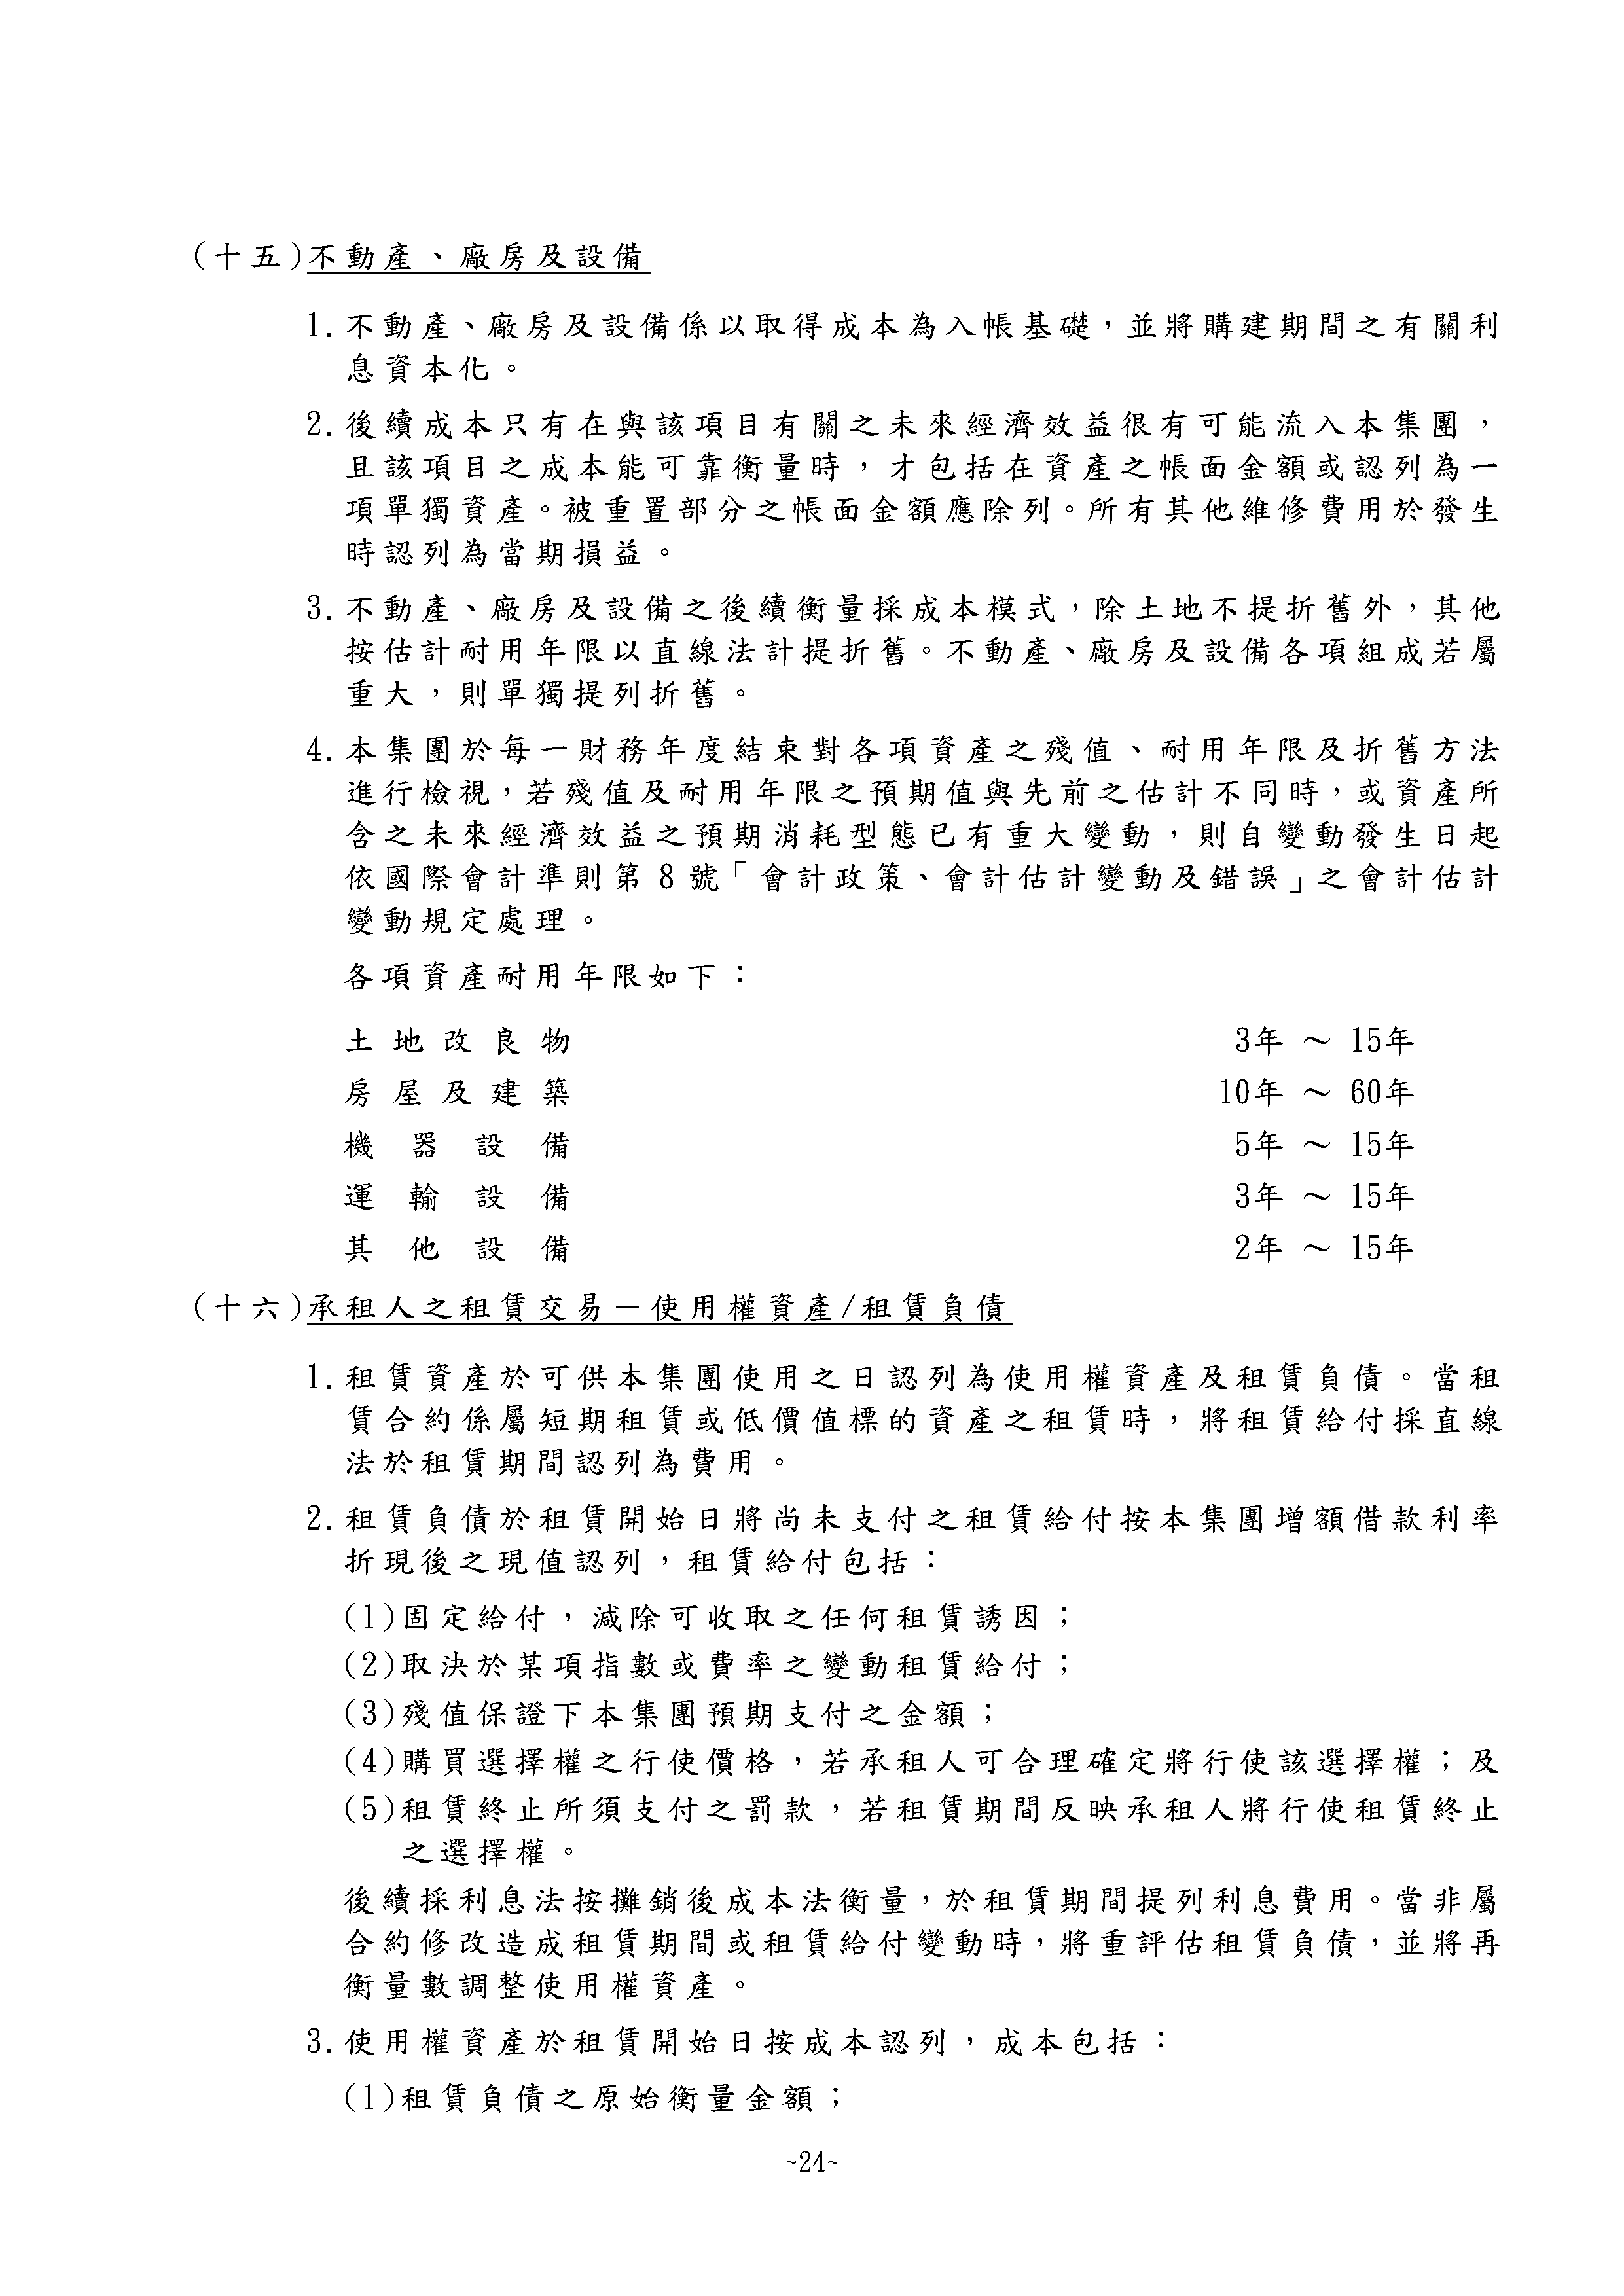 (十五)不動產、廠房及設備
1.不動產、廠房及設備係以取得成本為入帳基礎，並將購建期間之有關利
息資本化。
2.後續成本只有在與該項目有關之未來經濟效益很有可能流入本集團，
且該項目之成本能可靠衡量時，才包括在資產之帳面金額或認列為一
項單獨資產。被重置部分之帳面金額應除列。所有其他維修費用於發生
時認列為當期損益。
3.不動產、廠房及設備之後續衡量採成本模式，除土地不提折舊外，其他
按估計耐用年限以直線法計提折舊。不動產、廠房及設備各項組成若屬
重大，則單獨提列折舊。
4.本集團於每一財務年度結束對各項資產之殘值、耐用年限及折舊方法
進行檢視，若殘值及耐用年限之預期值與先前之估計不同時，或資產所
含之未來經濟效益之預期消耗型態已有重大變動，則自變動發生日起
依國際會計準則第 8 號「會計政策、會計估計變動及錯誤」之會計估計
變動規定處理。
各項資產耐用年限如下：
土地改良物 3年 ～ 15年
房屋及建築 10年 ～ 60年
機器設備 5年 ～ 15年
運輸設備 3年 ～ 15年
其他設備 2年 ～ 15年
(十六)承租人之租賃交易－使用權資產/租賃負債
1.租賃資產於可供本集團使用之日認列為使用權資產及租賃負債。當租
賃合約係屬短期租賃或低價值標的資產之租賃時，將租賃給付採直線
法於租賃期間認列為費用。
2.租賃負債於租賃開始日將尚未支付之租賃給付按本集團增額借款利率
折現後之現值認列，租賃給付包括：
(1)固定給付，減除可收取之任何租賃誘因；
(2)取決於某項指數或費率之變動租賃給付；
(3)殘值保證下本集團預期支付之金額；
(4)購買選擇權之行使價格，若承租人可合理確定將行使該選擇權；及
(5)租賃終止所須支付之罰款，若租賃期間反映承租人將行使租賃終止
之選擇權。
後續採利息法按攤銷後成本法衡量，於租賃期間提列利息費用。當非屬
合約修改造成租賃期間或租賃給付變動時，將重評估租賃負債，並將再
衡量數調整使用權資產。
3.使用權資產於租賃開始日按成本認列，成本包括：
(1)租賃負債之原始衡量金額；
~24~